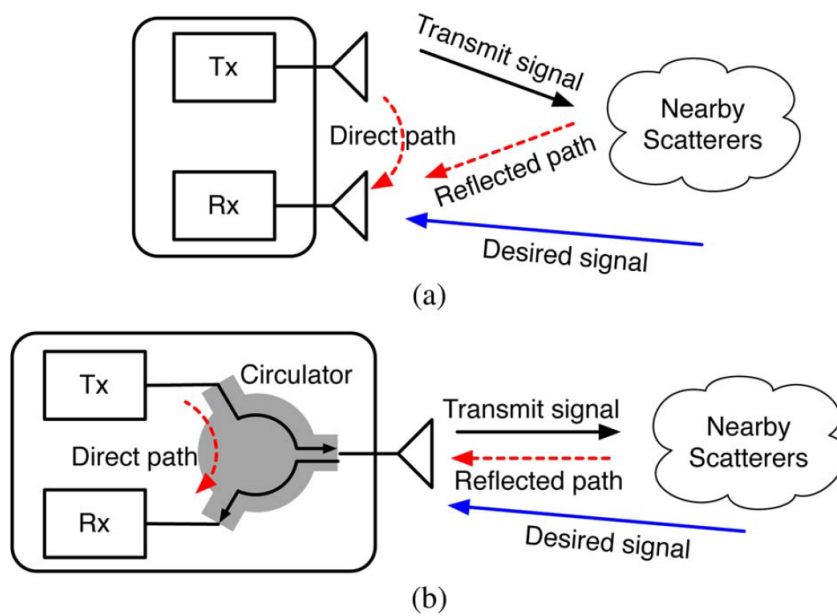 Tx
Transmit signal
Nearby
Scatterers
Direct path
Reflected path
Rx
Desired signal
(a)
Tx
Circulator
Transmit signal
Nearby
Scatterers
Direct path
Reflected path
Rx
Desired signal
(b)